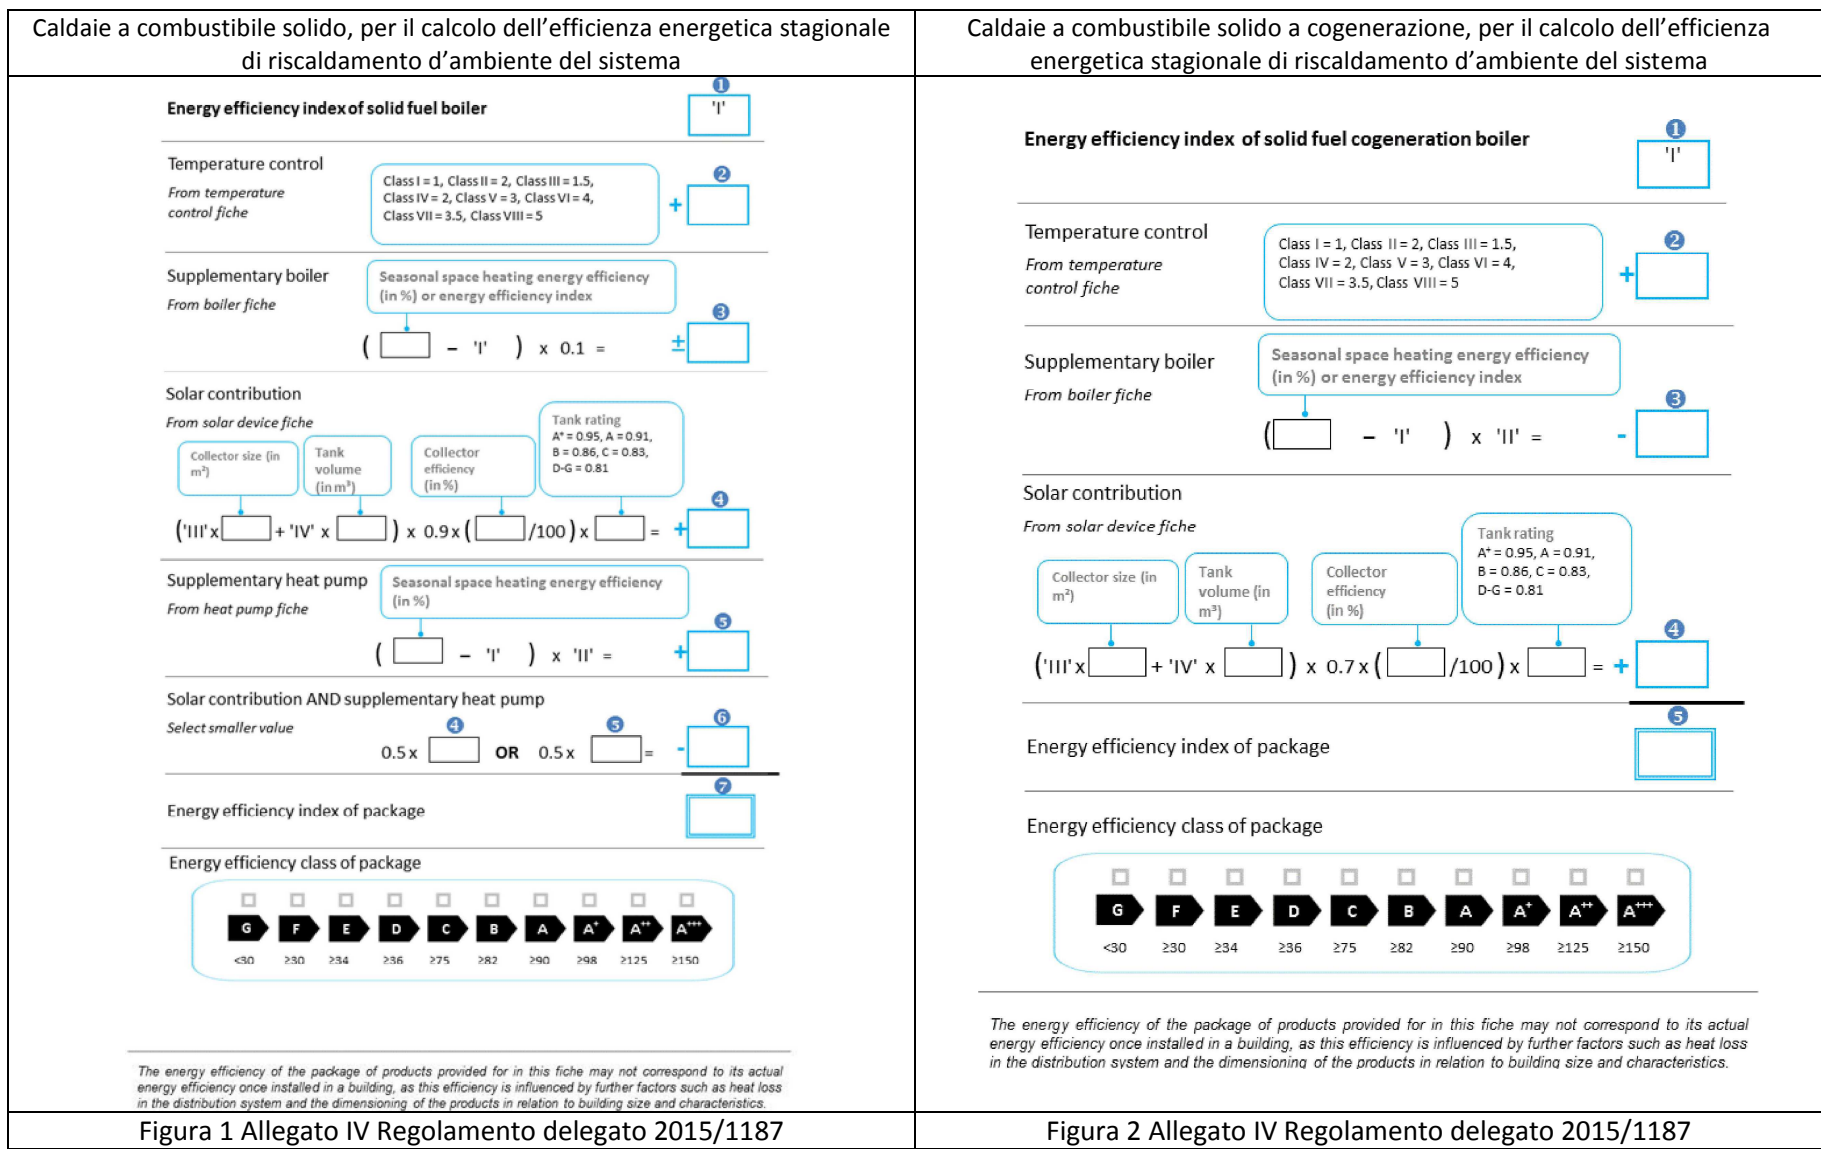 Caldaie a combustibile solido, per il calcolo dell’efficienza energetica stagionale
di riscaldamento d’ambiente del sistema
❶
Energy efficiency index of solid fuel boiler
'I'
Temperature control
From temperature
control fiche
Class I = 1, Class II = 2, Class III = 1.5,
Class IV = 2, Class V = 3, Class VI = 4,
Class VII = 3.5, Class VIII = 5
❷
+
Supplementary boiler
From boiler fiche
Seasonal space heating energy efficiency
(in %) or energy efficiency index
❸
( – 'I' ) x 0.1 = ±
Solar contribution
From solar device fiche
Collector size (in
m²)
Tank
volume
(in m³)
Collector
efficiency
(in %)
Tank rating
A⁺ = 0.95, A = 0.91,
B = 0.86, C = 0.83,
D-G = 0.81
❹
('III' x + 'IV' x ) x 0.9 x ( /100 ) x = +
Supplementary heat pump
From heat pump fiche
Seasonal space heating energy efficiency
(in %)
❺
( – 'I' ) x 'II' = +
Solar contribution AND supplementary heat pump
Select smaller value
❹ ❺ ❻
0.5 x OR 0.5 x = -
❼
Energy efficiency index of package
Energy efficiency class of package
G F E D C B A A⁺ A⁺⁺ A⁺⁺⁺
<30 ≥30 ≥34 ≥36 ≥75 ≥82 ≥90 ≥98 ≥125 ≥150
The energy efficiency of the package of products provided for in this fiche may not correspond to its actual
energy efficiency once installed in a building, as this efficiency is influenced by further factors such as heat loss
in the distribution system and the dimensioning of the products in relation to building size and characteristics.
Figura 1 Allegato IV Regolamento delegato 2015/1187
Caldaie a combustibile solido a cogenerazione, per il calcolo dell’efficienza
energetica stagionale di riscaldamento d’ambiente del sistema
❶
Energy efficiency index of solid fuel cogeneration boiler
'I'
Temperature control
From temperature
control fiche
Class I = 1, Class II = 2, Class III = 1.5,
Class IV = 2, Class V = 3, Class VI = 4,
Class VII = 3.5, Class VIII = 5
❷
+
Supplementary boiler
From boiler fiche
Seasonal space heating energy efficiency
(in %) or energy efficiency index
❸
( – 'I' ) x 'II' = -
Solar contribution
From solar device fiche
Collector size (in
m²)
Tank
volume (in
m³)
Collector
efficiency
(in %)
Tank rating
A⁺ = 0.95, A = 0.91,
B = 0.86, C = 0.83,
D-G = 0.81
❹
('III' x + 'IV' x ) x 0.7 x ( /100 ) x = +
❺
Energy efficiency index of package
Energy efficiency class of package
G F E D C B A A⁺ A⁺⁺ A⁺⁺⁺
<30 ≥30 ≥34 ≥36 ≥75 ≥82 ≥90 ≥98 ≥125 ≥150
The energy efficiency of the package of products provided for in this fiche may not correspond to its actual
energy efficiency once installed in a building, as this efficiency is influenced by further factors such as heat loss
in the distribution system and the dimensioning of the products in relation to building size and characteristics.
Figura 2 Allegato IV Regolamento delegato 2015/1187